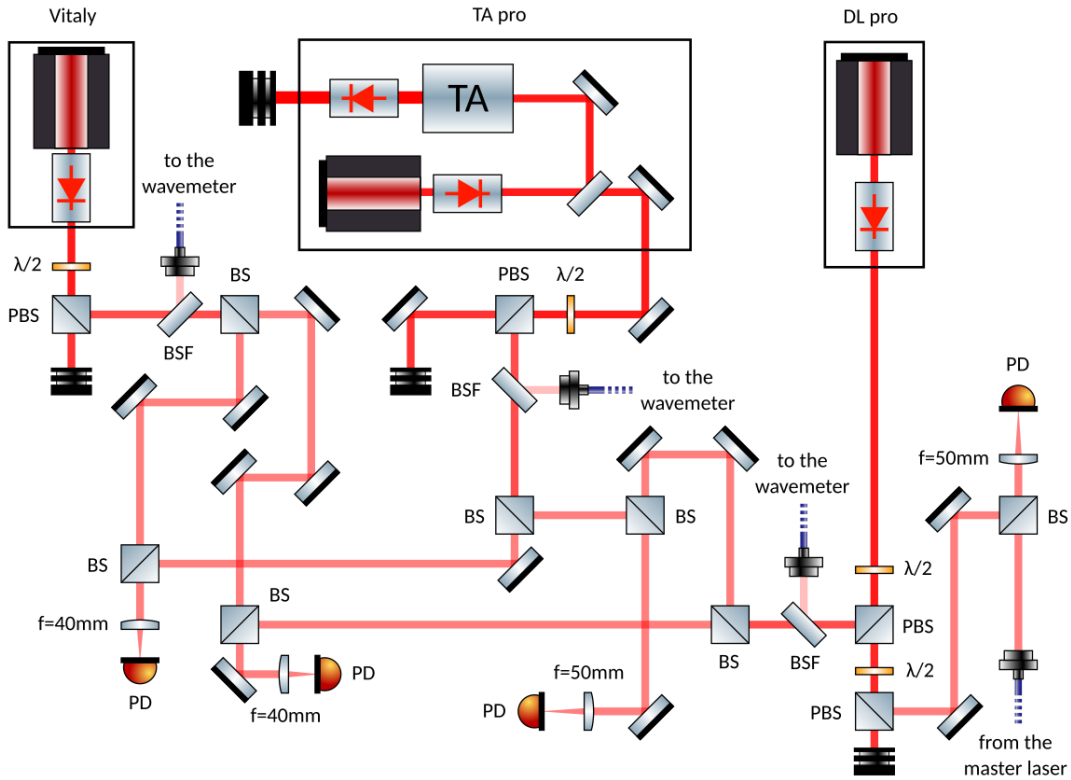 Vitaly
TA pro
DL pro
TA
to the
wavemeter
λ/2
BS
PBS
λ/2
PBS
BSF
BSF
to the
wavemeter
PD
to the
wavemeter
f=50mm
BS
BS
BS
BS
λ/2
BS
f=40mm
PBS
BS
BSF
PD
f=40mm
PD
f=50mm
PD
λ/2
PBS
from the
master laser